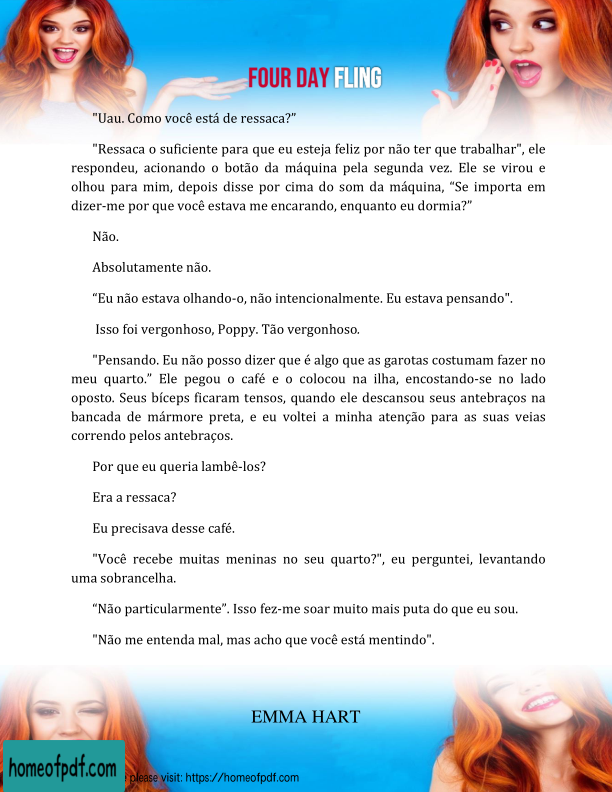 FOUR DAY FLING
"Uau. Como você está de ressaca?”
"Ressaca o suficiente para que eu esteja feliz por não ter que trabalhar", ele
respondeu, acionando o botão da máquina pela segunda vez. Ele se virou e
olhou para mim, depois disse por cima do som da máquina, “Se importa em
dizer-me por que você estava me encarando, enquanto eu dormia?”
Não.
Absolutamente não.
“Eu não estava olhando-o, não intencionalmente. Eu estava pensando".
Isso foi vergonhoso, Poppy. Tão vergonhoso.
"Pensando. Eu não posso dizer que é algo que as garotas costumam fazer no
meu quarto.” Ele pegou o café e o colocou na ilha, encostando-se no lado
oposto. Seus bíceps ficaram tensos, quando ele descansou seus antebraços na
bancada de mármore preta, e eu voltei a minha atenção para as suas veias
correndo pelos antebraços.
Por que eu queria lambê-los?
Era a ressaca?
Eu precisava desse café.
"Você recebe muitas meninas no seu quarto?", eu perguntei, levantando
uma sobrancelha.
“Não particularmente”. Isso fez-me soar muito mais puta do que eu sou.
"Não me entenda mal, mas acho que você está mentindo".
EMMA HART
homeofpdf.com
please visit: https://homeofpdf.com